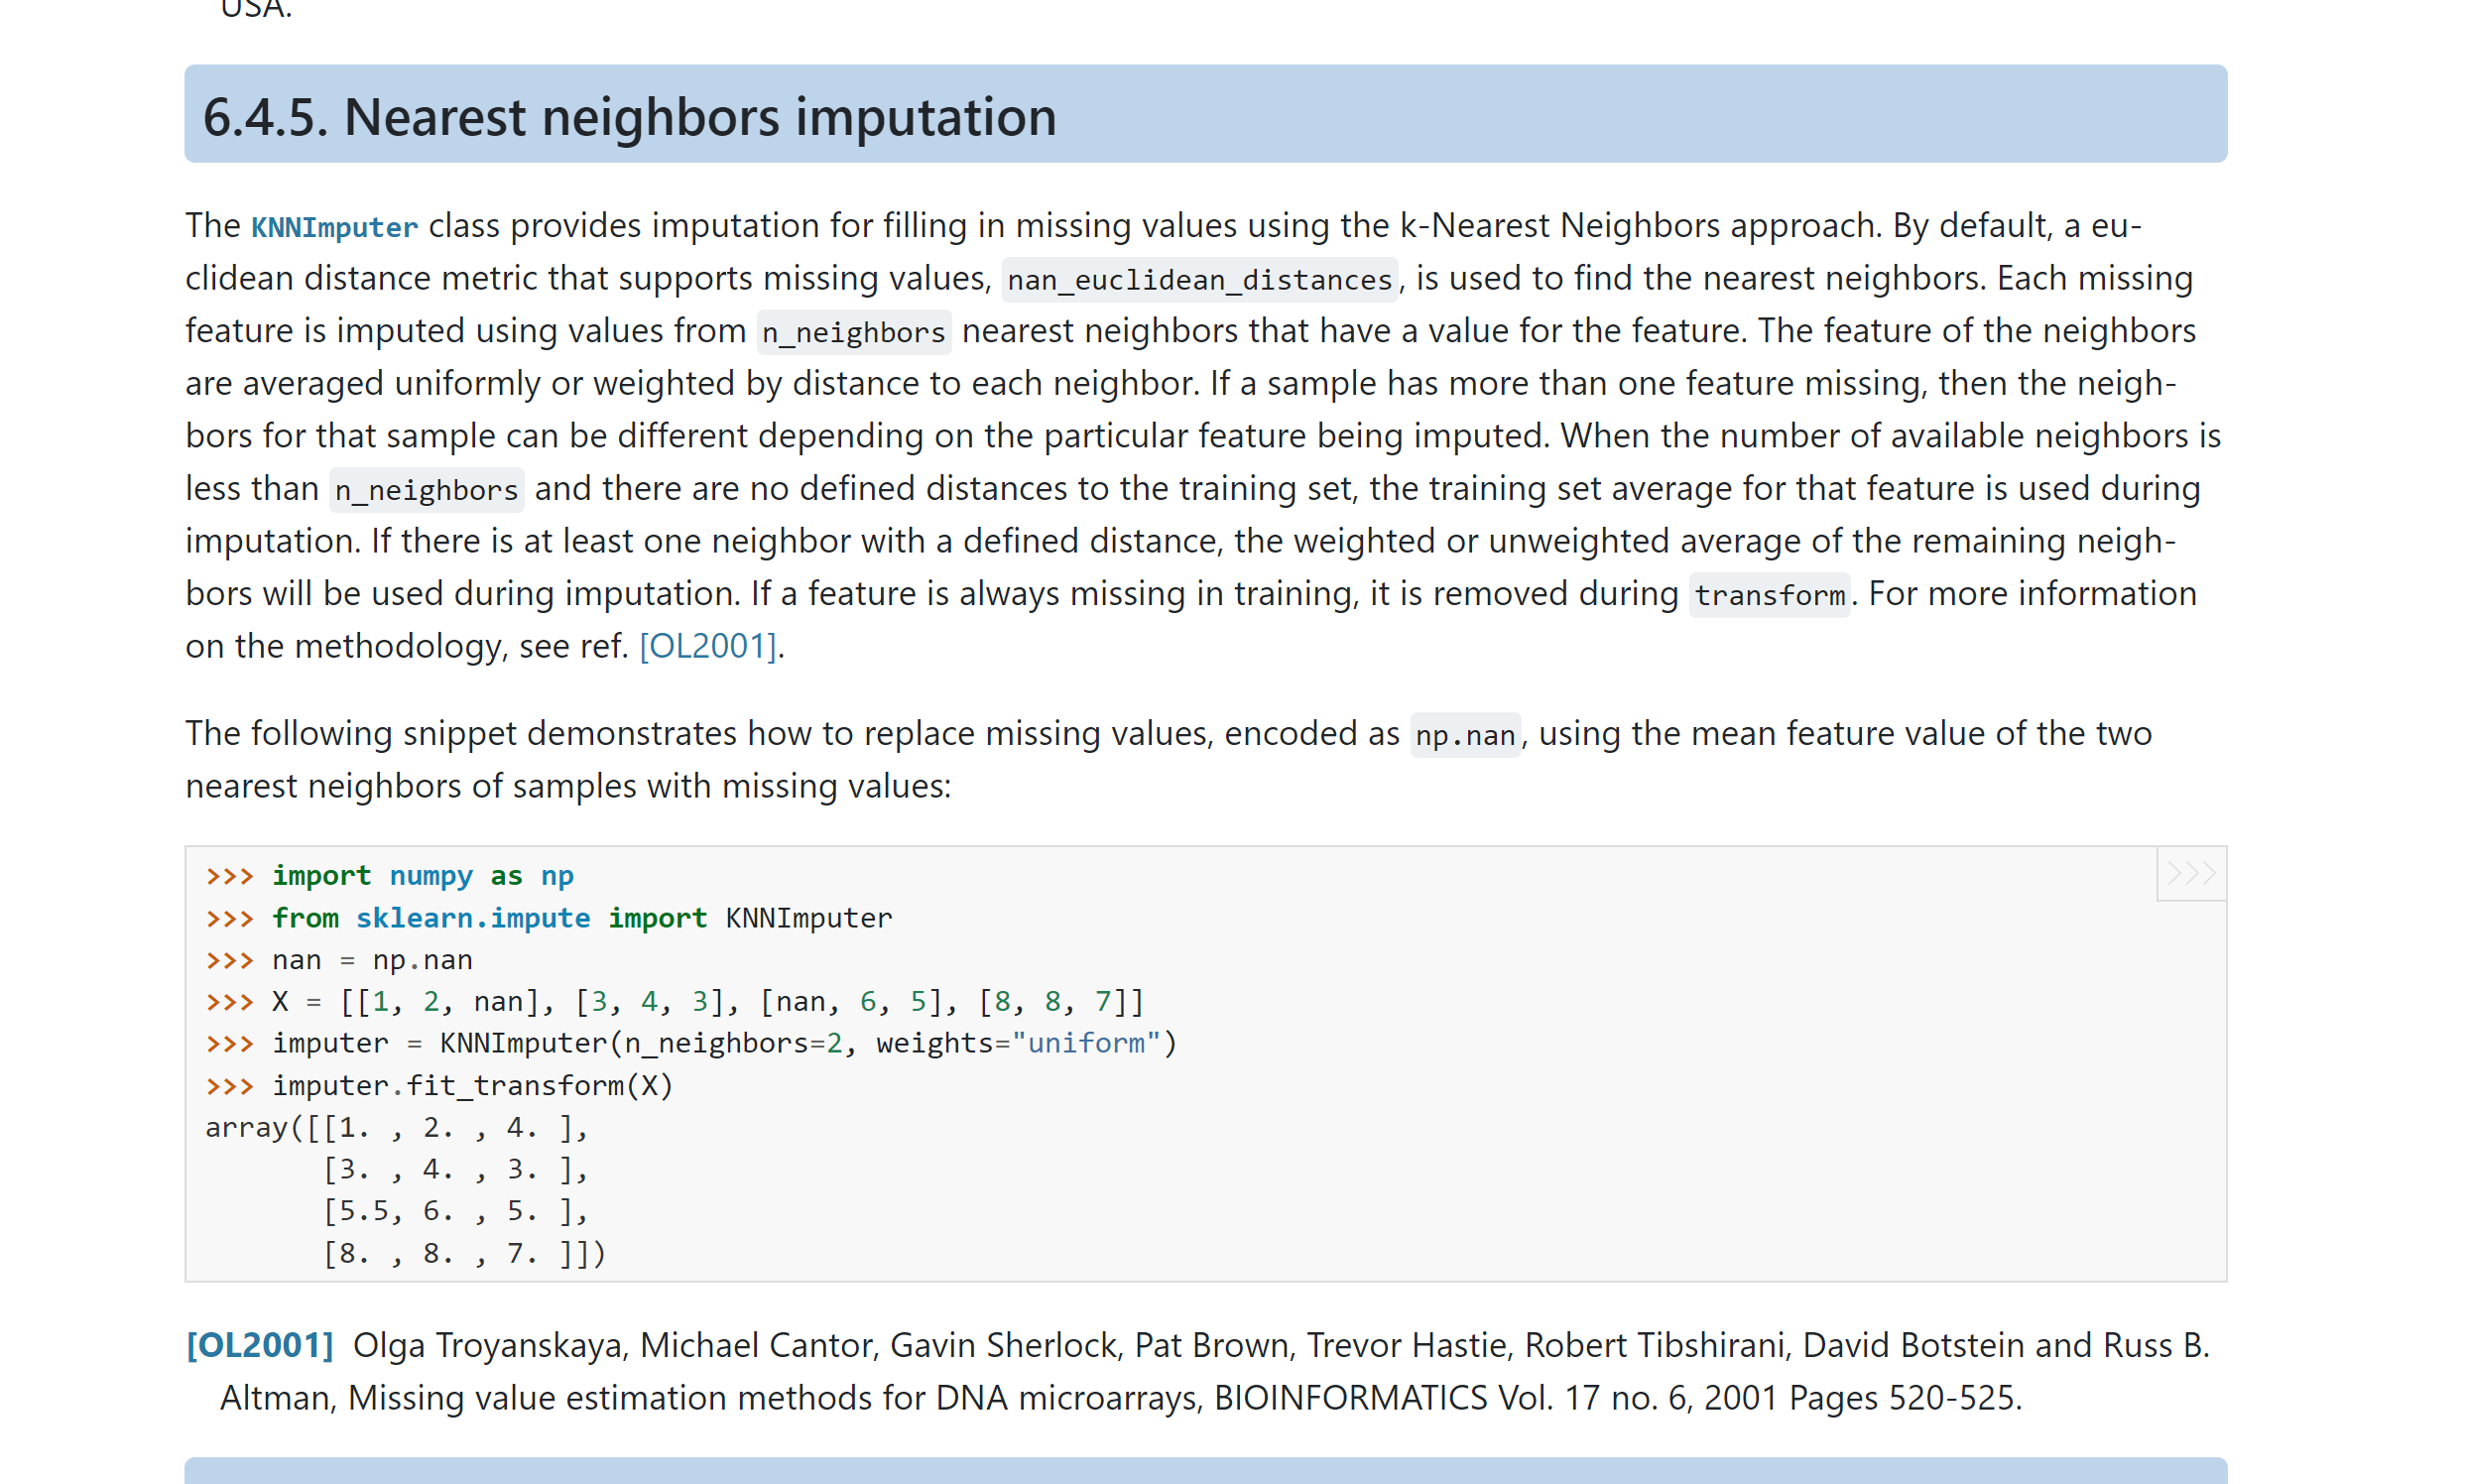 USA.
6.4.5. Nearest neighbors imputation
The KNNImputer class provides imputation for filling in missing values using the k-Nearest Neighbors approach. By default, a eu-
clidean distance metric that supports missing values, nan_euclidean_distances, is used to find the nearest neighbors. Each missing
feature is imputed using values from n_neighbors nearest neighbors that have a value for the feature. The feature of the neighbors
are averaged uniformly or weighted by distance to each neighbor. If a sample has more than one feature missing, then the neigh-
bors for that sample can be different depending on the particular feature being imputed. When the number of available neighbors is
less than n_neighbors and there are no defined distances to the training set, the training set average for that feature is used during
imputation. If there is at least one neighbor with a defined distance, the weighted or unweighted average of the remaining neigh-
bors will be used during imputation. If a feature is always missing in training, it is removed during transform. For more information
on the methodology, see ref. [OL2001].
The following snippet demonstrates how to replace missing values, encoded as np.nan, using the mean feature value of the two
nearest neighbors of samples with missing values:
>>>
>>> import numpy as np
>>> from sklearn.impute import KNNImputer
>>> nan = np.nan
>>> X = [[1, 2, nan], [3, 4, 3], [nan, 6, 5], [8, 8, 7]]
>>> imputer = KNNImputer(n_neighbors=2, weights="uniform")
>>> imputer.fit_transform(X)
array([[1. , 2. , 4. ],
       [3. , 4. , 3. ],
       [5.5, 6. , 5. ],
       [8. , 8. , 7. ]])
[OL2001] Olga Troyanskaya, Michael Cantor, Gavin Sherlock, Pat Brown, Trevor Hastie, Robert Tibshirani, David Botstein and Russ B.
Altman, Missing value estimation methods for DNA microarrays, BIOINFORMATICS Vol. 17 no. 6, 2001 Pages 520-525.